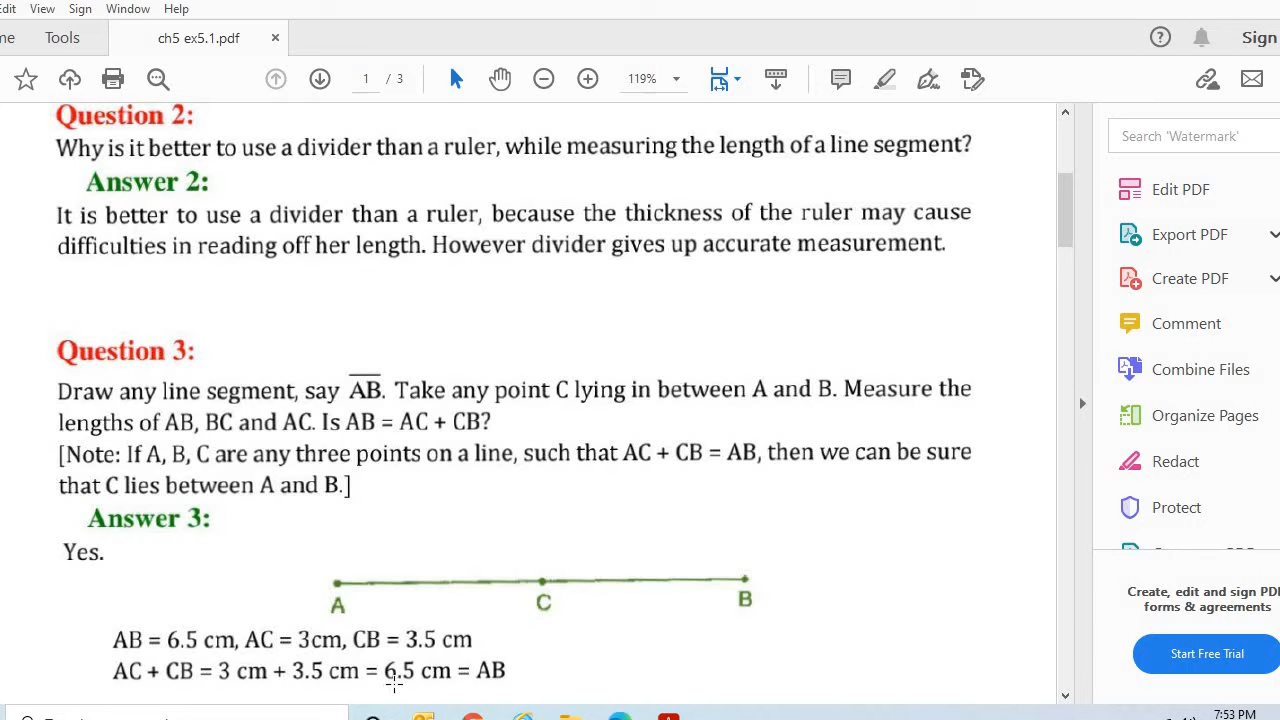 Edit View Sign Window Help
me Tools ch5 ex5.1.pdf × Sign
1 / 3 119%
Question 2:
Why is it better to use a divider than a ruler, while measuring the length of a line segment?
Answer 2:
It is better to use a divider than a ruler, because the thickness of the ruler may cause
difficulties in reading off her length. However divider gives up accurate measurement.
Question 3:
Draw any line segment, say A̅B̅. Take any point C lying in between A and B. Measure the
lengths of AB, BC and AC. Is AB = AC + CB?
[Note: If A, B, C are any three points on a line, such that AC + CB = AB, then we can be sure
that C lies between A and B.]
Answer 3:
Yes.
A C B
AB = 6.5 cm, AC = 3cm, CB = 3.5 cm
AC + CB = 3 cm + 3.5 cm = 6.5 cm = AB
Search 'Watermark'
Edit PDF
Export PDF
Create PDF
Comment
Combine Files
Organize Pages
Redact
Protect
Create, edit and sign PD
forms & agreements
Start Free Trial
7:53 PM